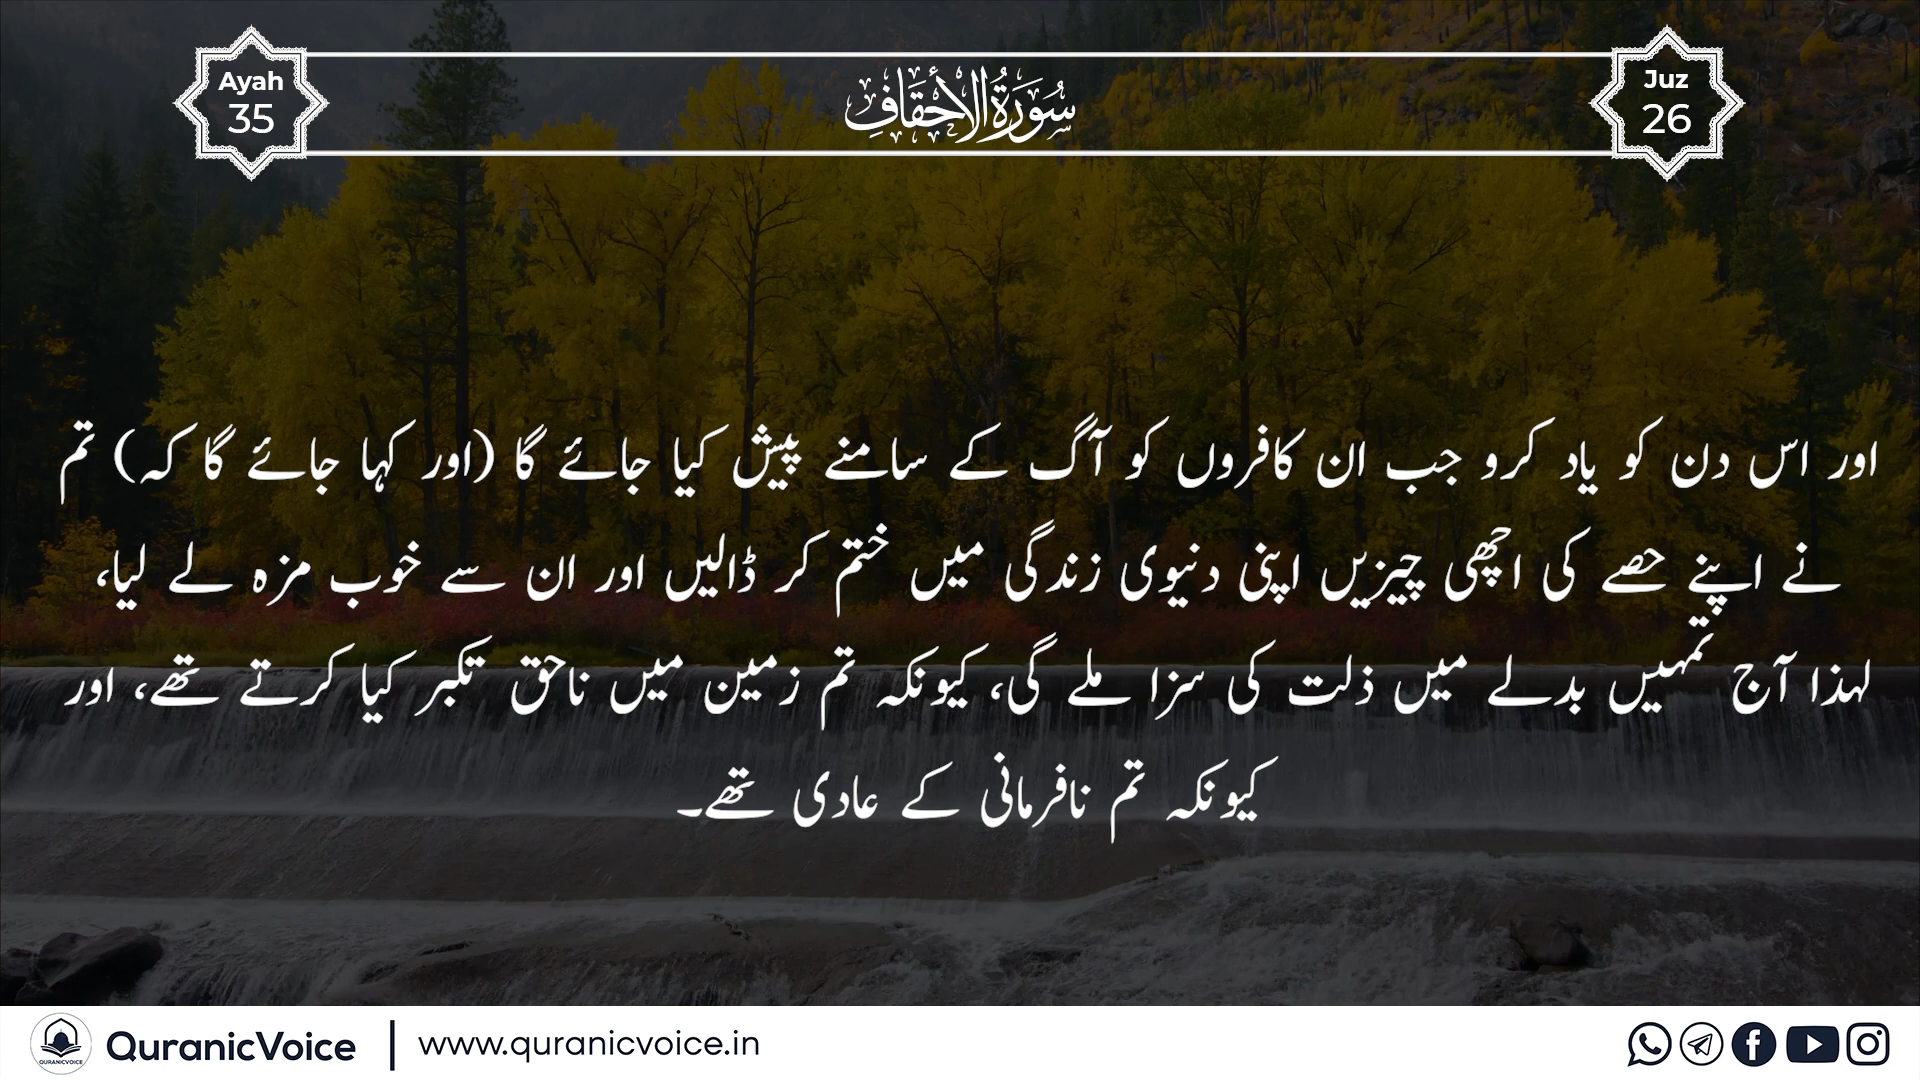 Ayah
35
سُورَةُ الأَحْقَافِ
Juz
26
اور اس دن کو یاد کرو جب ان کافروں کو آگ کے سامنے پیش کیا جائے گا (اور کہا جائے گا کہ) تم
نے اپنے حصے کی اچھی چیزیں اپنی دنیوی زندگی میں ختم کر ڈالیں اور ان سے خوب مزہ لے لیا،
لہذا آج تمہیں بدلے میں ذلت کی سزا ملے گی، کیونکہ تم زمین میں ناحق تکبر کیا کرتے تھے، اور
کیونکہ تم نافرمانی کے عادی تھے۔
QURANICVOICE
QuranicVoice | www.quranicvoice.in